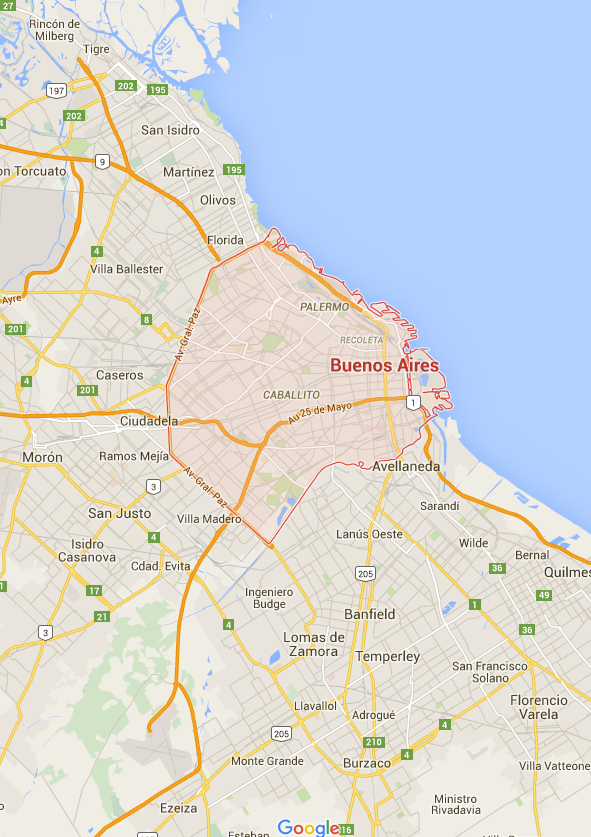 27
Rincón de
Milberg
Tigre
202
195
197
202
4
San Isidro
9
on Torcuato
Martínez
195
Olivos
Florida
4
Villa Ballester
Ayre
201
8
Av. Gral. Paz
PALERMO
RECOLETA
Buenos Aires
Caseros
4
201
CABALLITO
1
Au 25 de Mayo
Ciudadela
Morón
Ramos Mejía
Avellaneda
Av. Gral. Paz
3
San Justo
Villa Madero
Sarandí
4
Lanús Oeste
Isidro
Casanova
Wilde
Bernal
Cdad. Evita
36
Quilmes
205
17
Ingeniero
Budge
49
1
21
Banfield
4
36
3
Lomas de
Zamora
Temperley
San Francisco
Solano
Florencio
Varela
Llavallol
Adrogué
4
205
210
4
Monte Grande
Burzaco
Villa Vatteone
Ezeiza
Ministro
Rivadavia
Google
Esteban
16